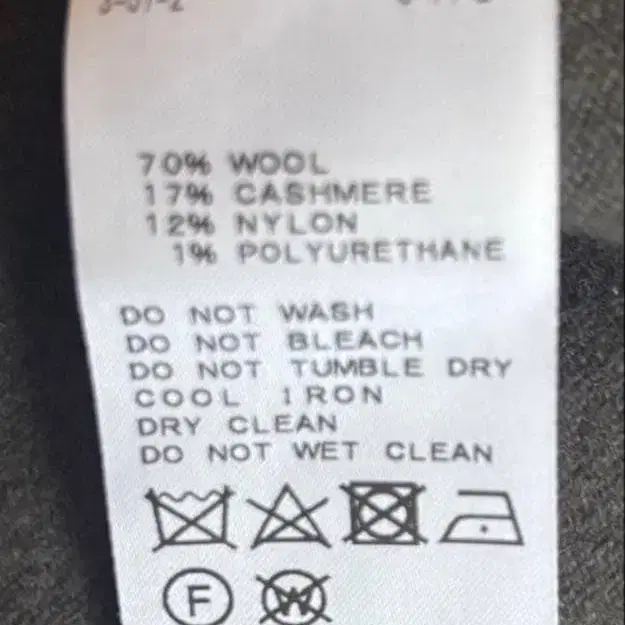 70% WOOL
17% CASHMERE
12% NYLON
1% POLYURETHANE
DO NOT WASH
DO NOT BLEACH
DO NOT TUMBLE DRY
COOL IRON
DRY CLEAN
DO NOT WET CLEAN
F W